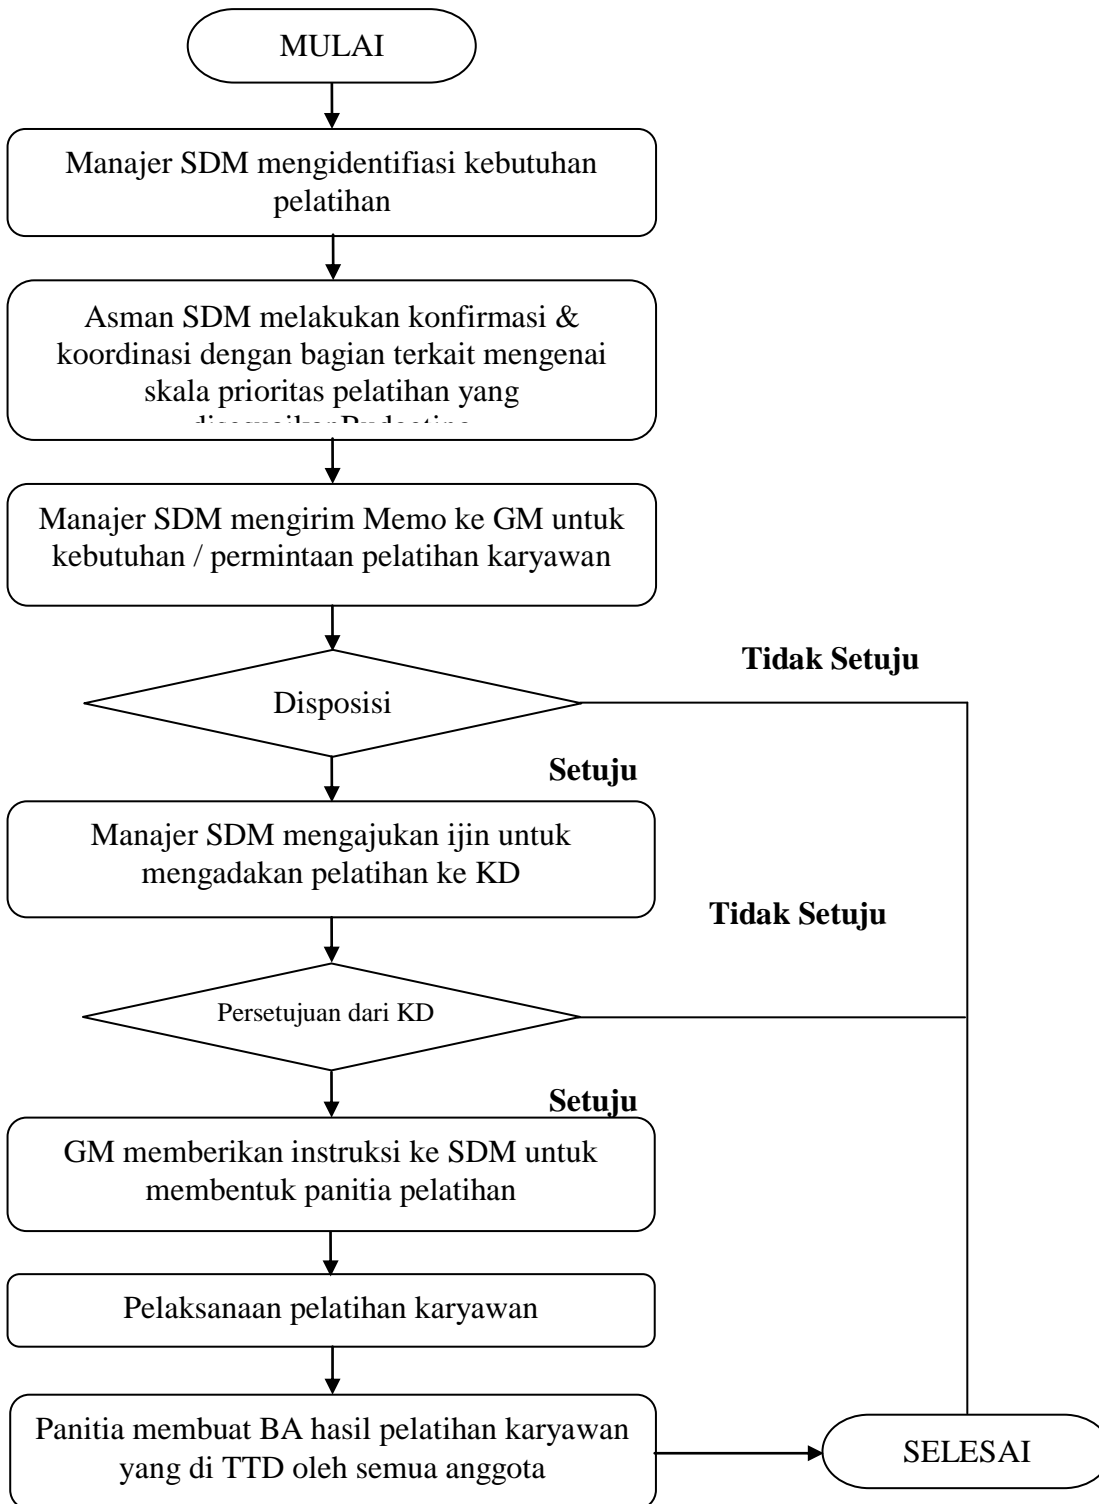 MULAI
Manajer SDM mengidentifiasi kebutuhan
pelatihan
Asman SDM melakukan konfirmasi &
koordinasi dengan bagian terkait mengenai
skala prioritas pelatihan yang
Manajer SDM mengirim Memo ke GM untuk
kebutuhan / permintaan pelatihan karyawan
Tidak Setuju
Disposisi
Setuju
Manajer SDM mengajukan ijin untuk
mengadakan pelatihan ke KD
Tidak Setuju
Persetujuan dari KD
Setuju
GM memberikan instruksi ke SDM untuk
membentuk panitia pelatihan
Pelaksanaan pelatihan karyawan
Panitia membuat BA hasil pelatihan karyawan
yang di TTD oleh semua anggota
SELESAI